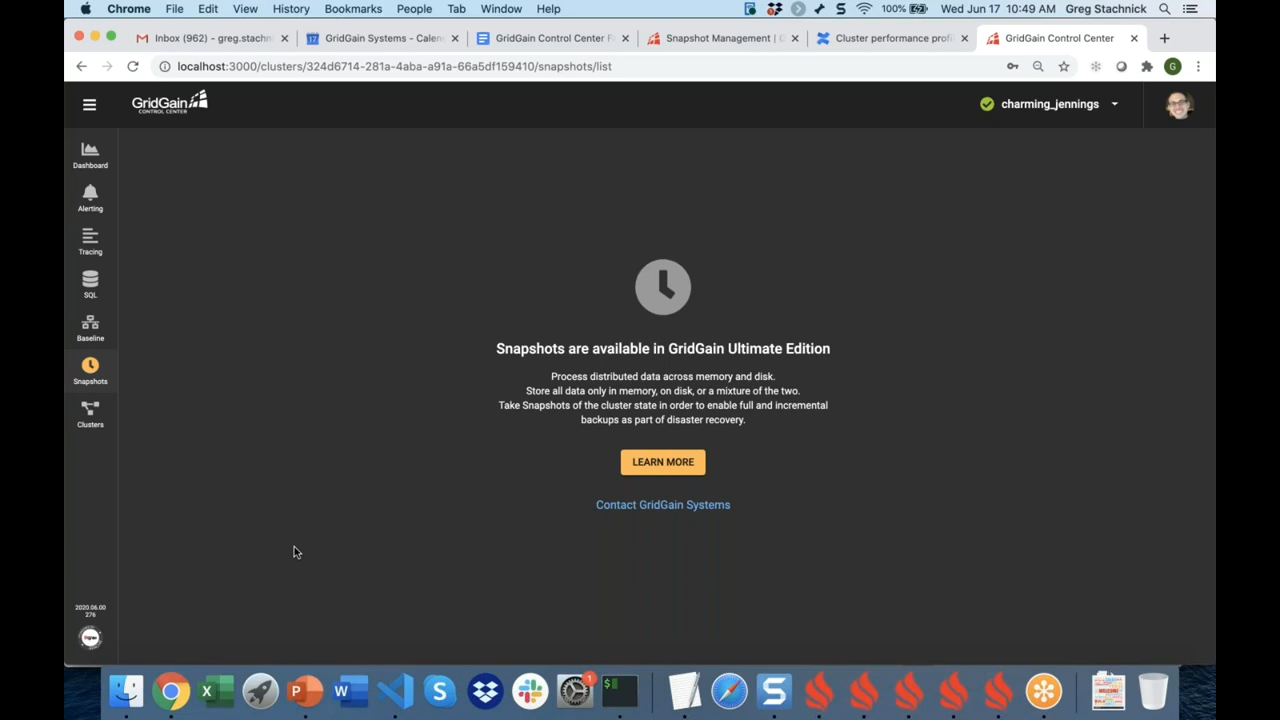 Chrome File Edit View History Bookmarks People Tab Window Help
100% Wed Jun 17 10:49 AM Greg Stachnick
Inbox (962) - greg.stachn
GridGain Systems - Calen
GridGain Control Center F
Snapshot Management |
Cluster performance profi
GridGain Control Center
localhost:3000/clusters/324d6714-281a-4aba-a91a-66a5df159410/snapshots/list
G
GridGain
CONTROL CENTER
charming_jennings
Dashboard
Alerting
Tracing
SQL
Baseline
Snapshots
Clusters
Snapshots are available in GridGain Ultimate Edition
Process distributed data across memory and disk.
Store all data only in memory, on disk, or a mixture of the two.
Take Snapshots of the cluster state in order to enable full and incremental
backups as part of disaster recovery.
LEARN MORE
Contact GridGain Systems
2020.06.00
276